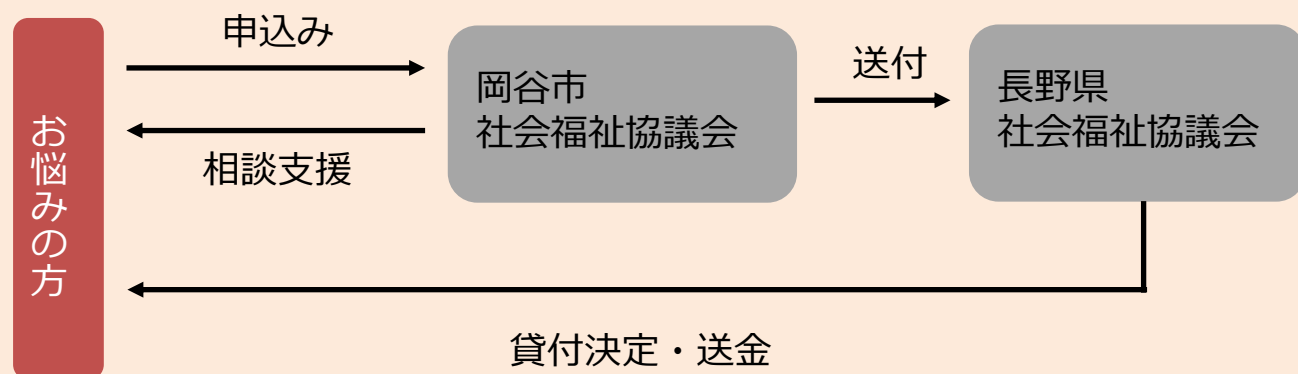 お悩みの方
申込み
相談支援
岡谷市
社会福祉協議会
送付
長野県
社会福祉協議会
貸付決定・送金